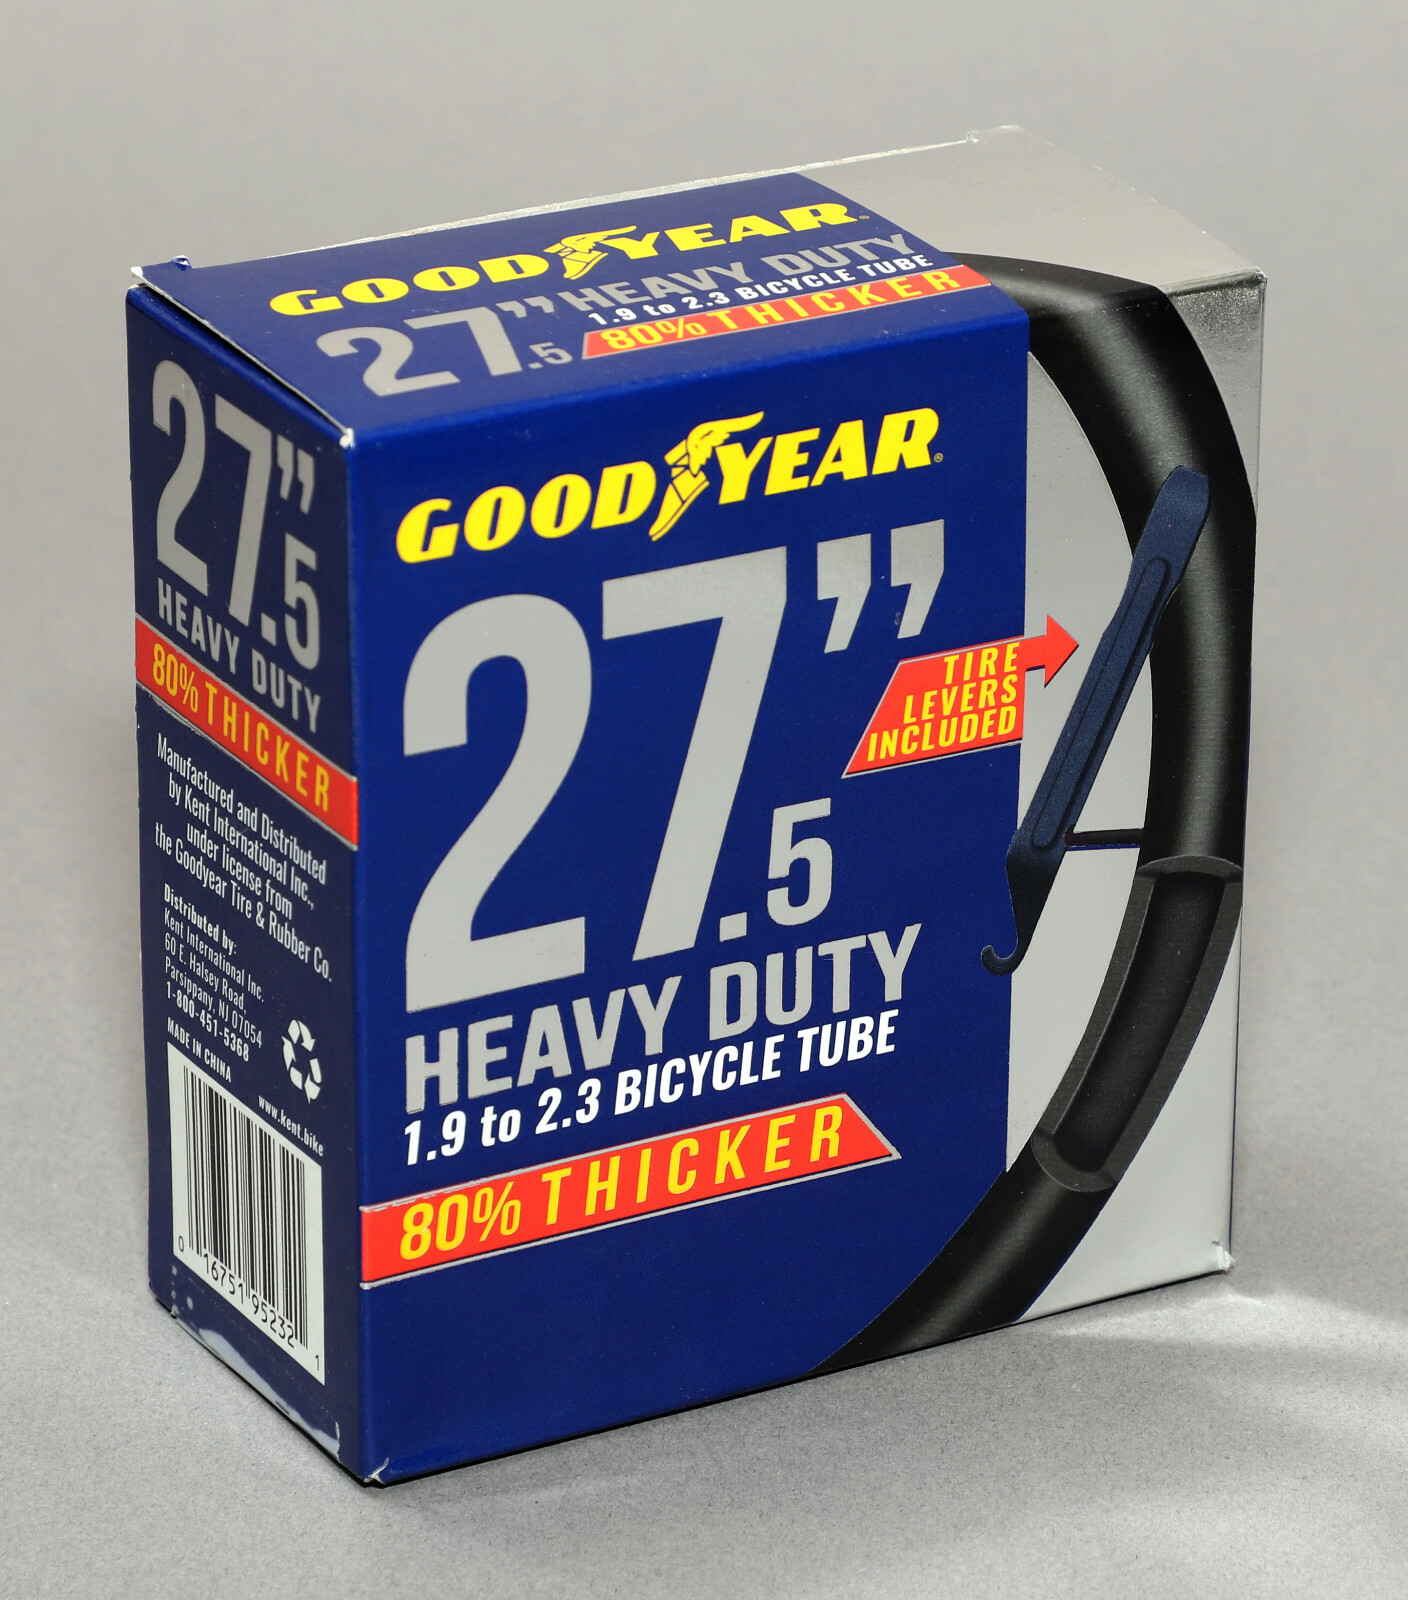 GOODYEAR®
27.5" HEAVY DUTY
1.9 to 2.3 BICYCLE TUBE
80% THICKER
GOODYEAR®
27.5"
HEAVY DUTY
1.9 to 2.3 BICYCLE TUBE
80% THICKER
TIRE
LEVERS
INCLUDED
27.5"
HEAVY DUTY
80% THICKER
Manufactured and Distributed
by Kent International Inc.,
under license from
the Goodyear Tire & Rubber Co.
Distributed by:
Kent International Inc.
60 E. Halsey Road
Parsippany, NJ 07054
1-800-451-5368
MADE IN CHINA
www.kent.bike
0 16751 95232 1